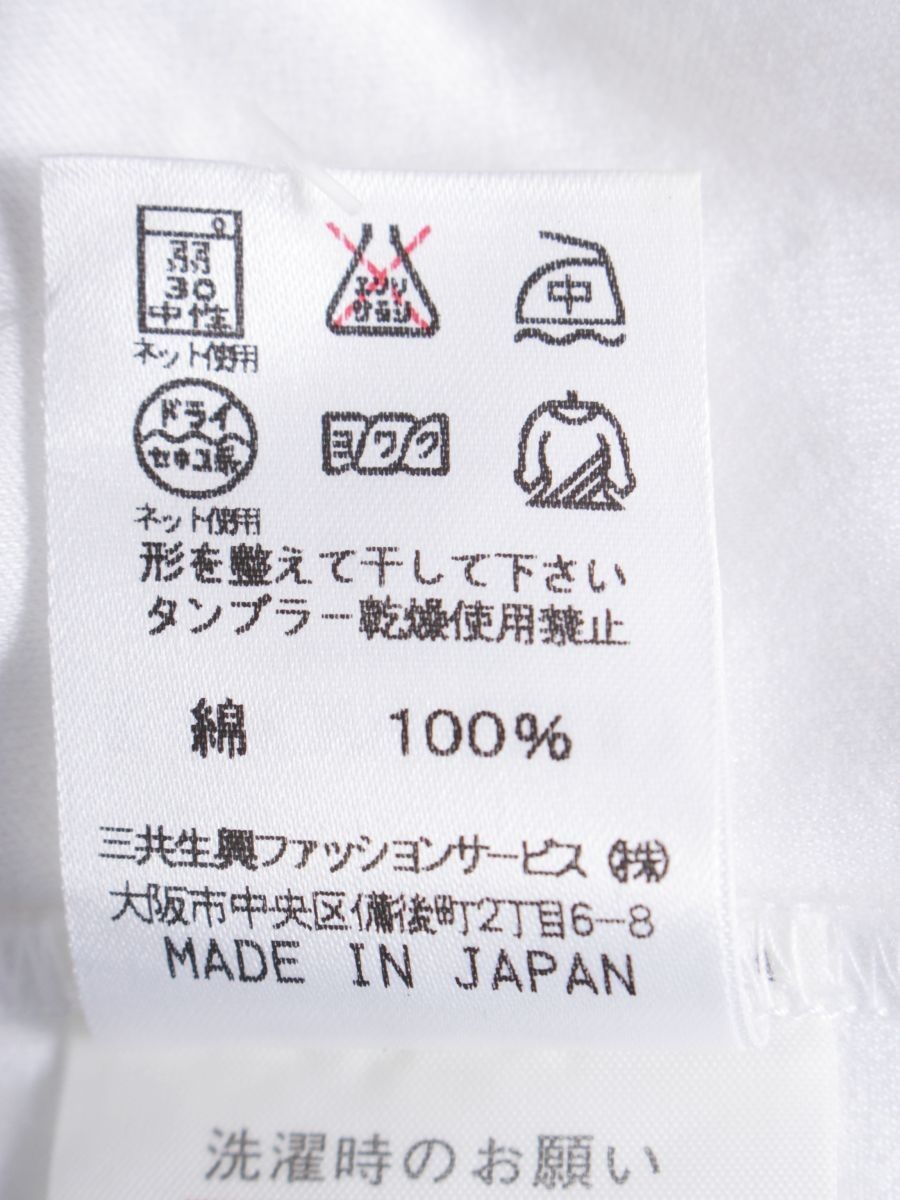 弱 エンソ 中
30 サラシ
中性
ネット使用
ドライ ヨワク
セキユ系
ネット使用
形を整えて干して下さい
タンブラー乾燥使用禁止
綿 100%
三共生興ファッションサービス㈱
大阪市中央区備後町2丁目6-8
MADE IN JAPAN
洗濯時のお願い